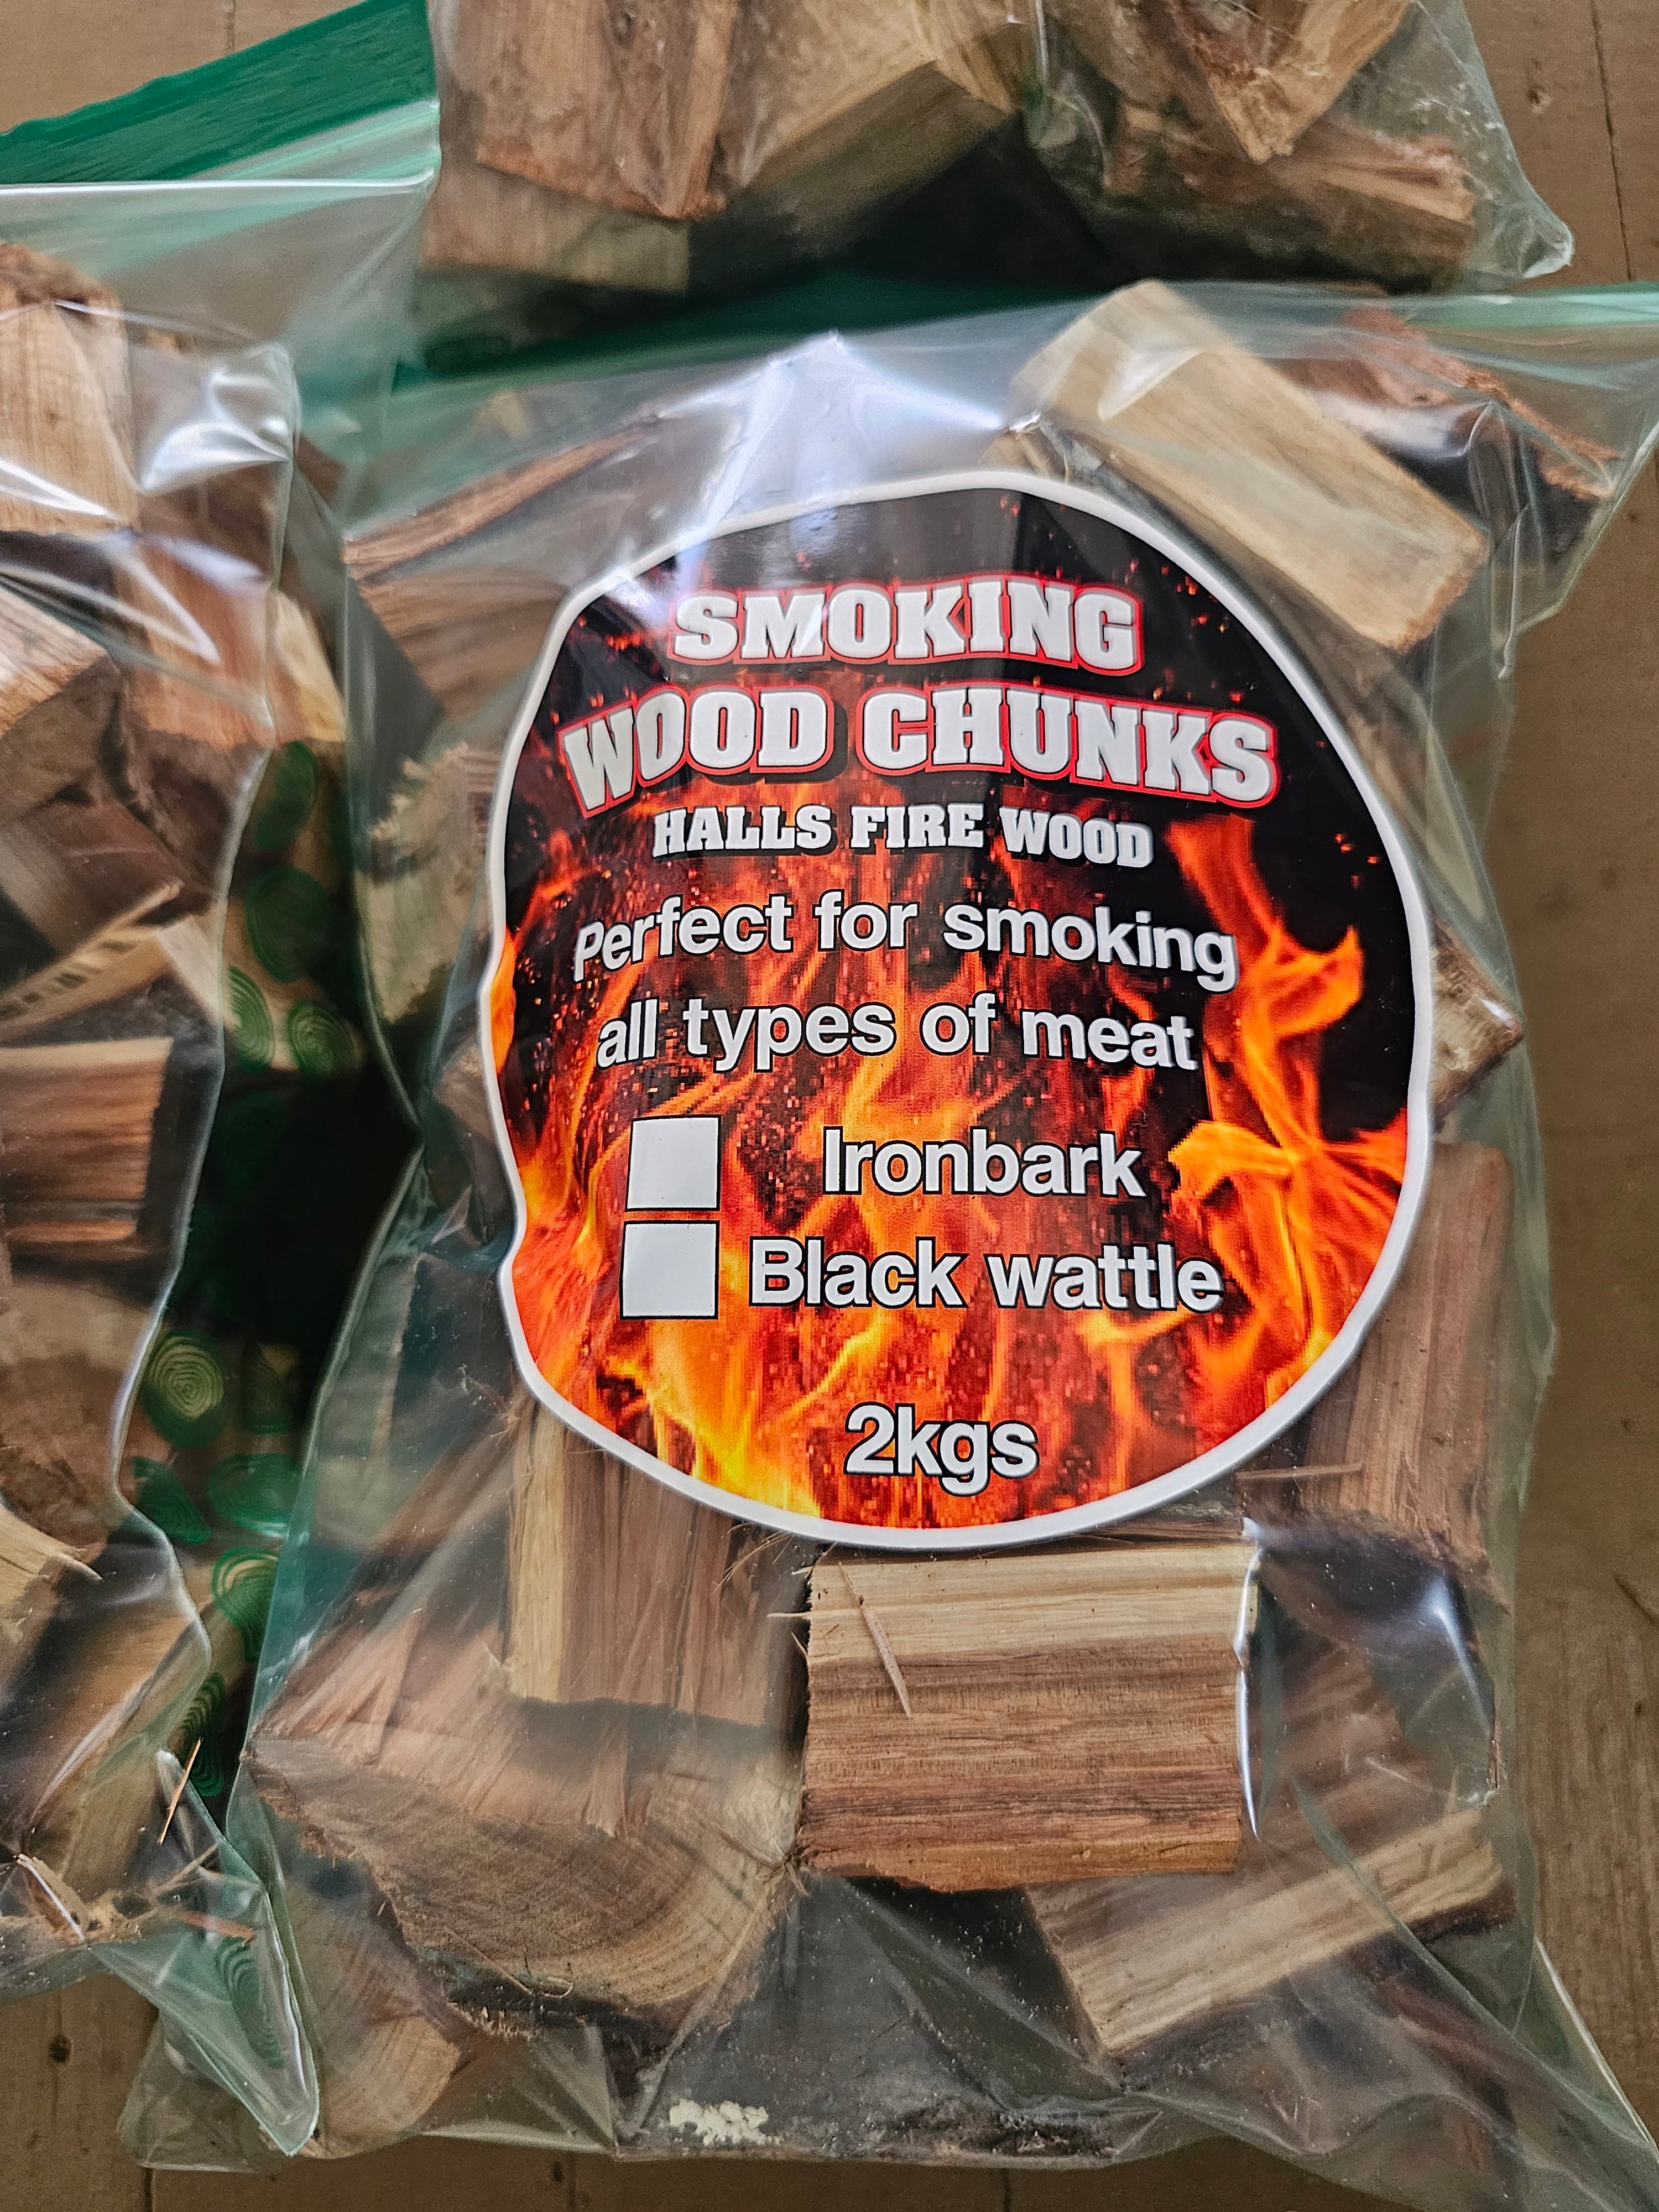 SMOKING
WOOD CHUNKS
HALLS FIRE WOOD
Perfect for smoking
all types of meat
Ironbark
Black wattle
2kgs